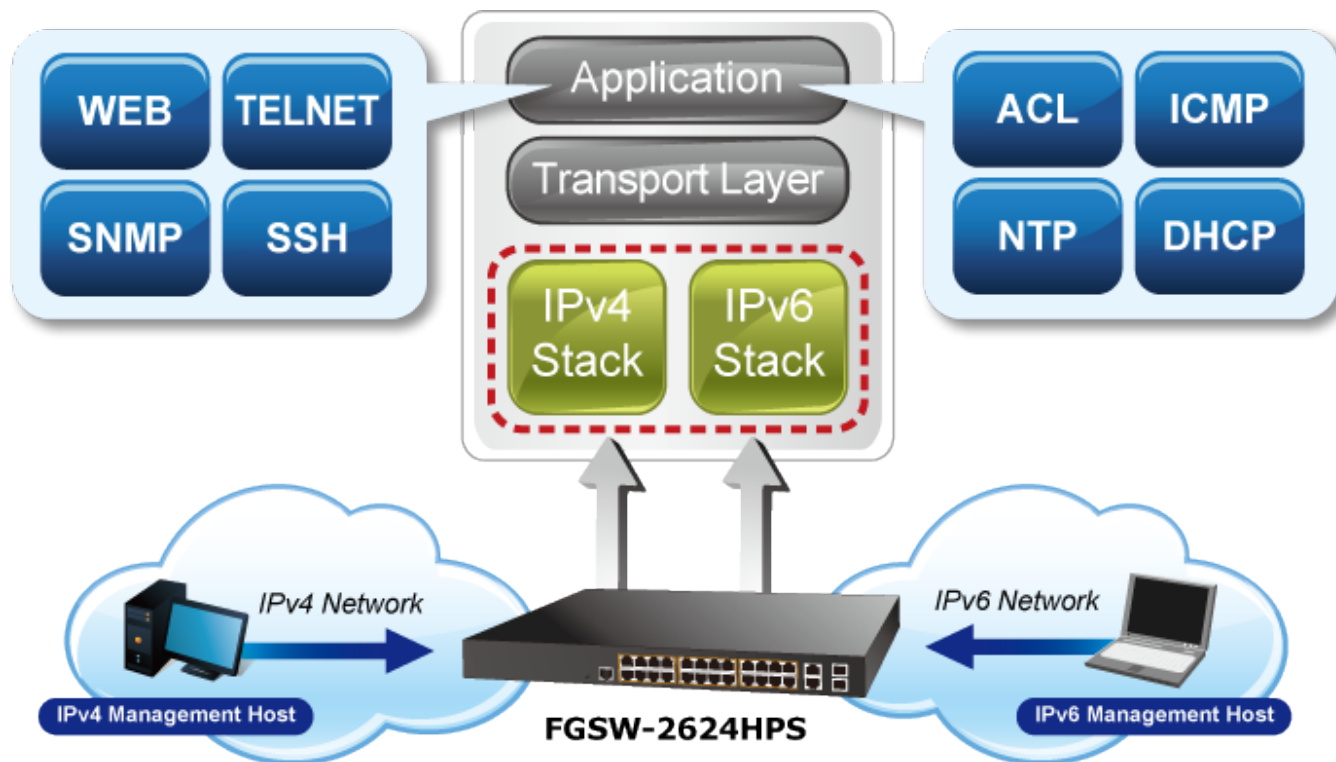 WEB
TELNET
SNMP
SSH
Application
Transport Layer
IPv4
Stack
IPv6
Stack
ACL
ICMP
NTP
DHCP
IPv4 Network
IPv4 Management Host
FGSW-2624HPS
IPv6 Network
IPv6 Management Host